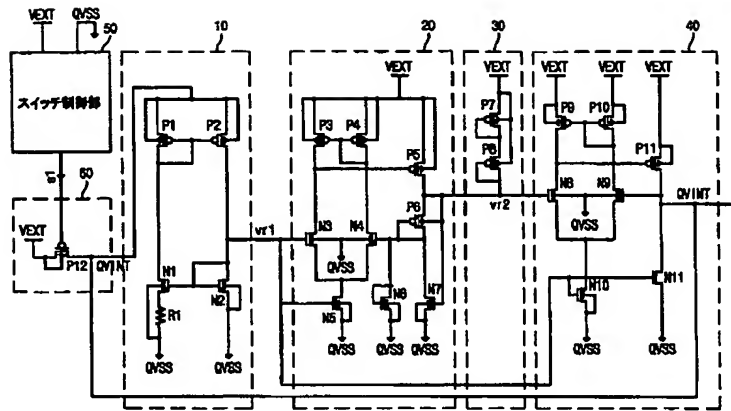 VEXT
QVSS
50
スイッチ制御部
60
VEXT
P12
QVINT
10
P1
P2
N1
N2
R1
QVSS
QVSS
vr1
20
VEXT
P3
P4
P5
P6
N3
N4
QVSS
N5
N6
N7
QVSS
QVSS
QVSS
30
VEXT
P7
P8
vr2
40
VEXT
VEXT
VEXT
P9
P10
P11
N8
N9
QVSS
QVINT
N10
N11
QVSS
QVSS